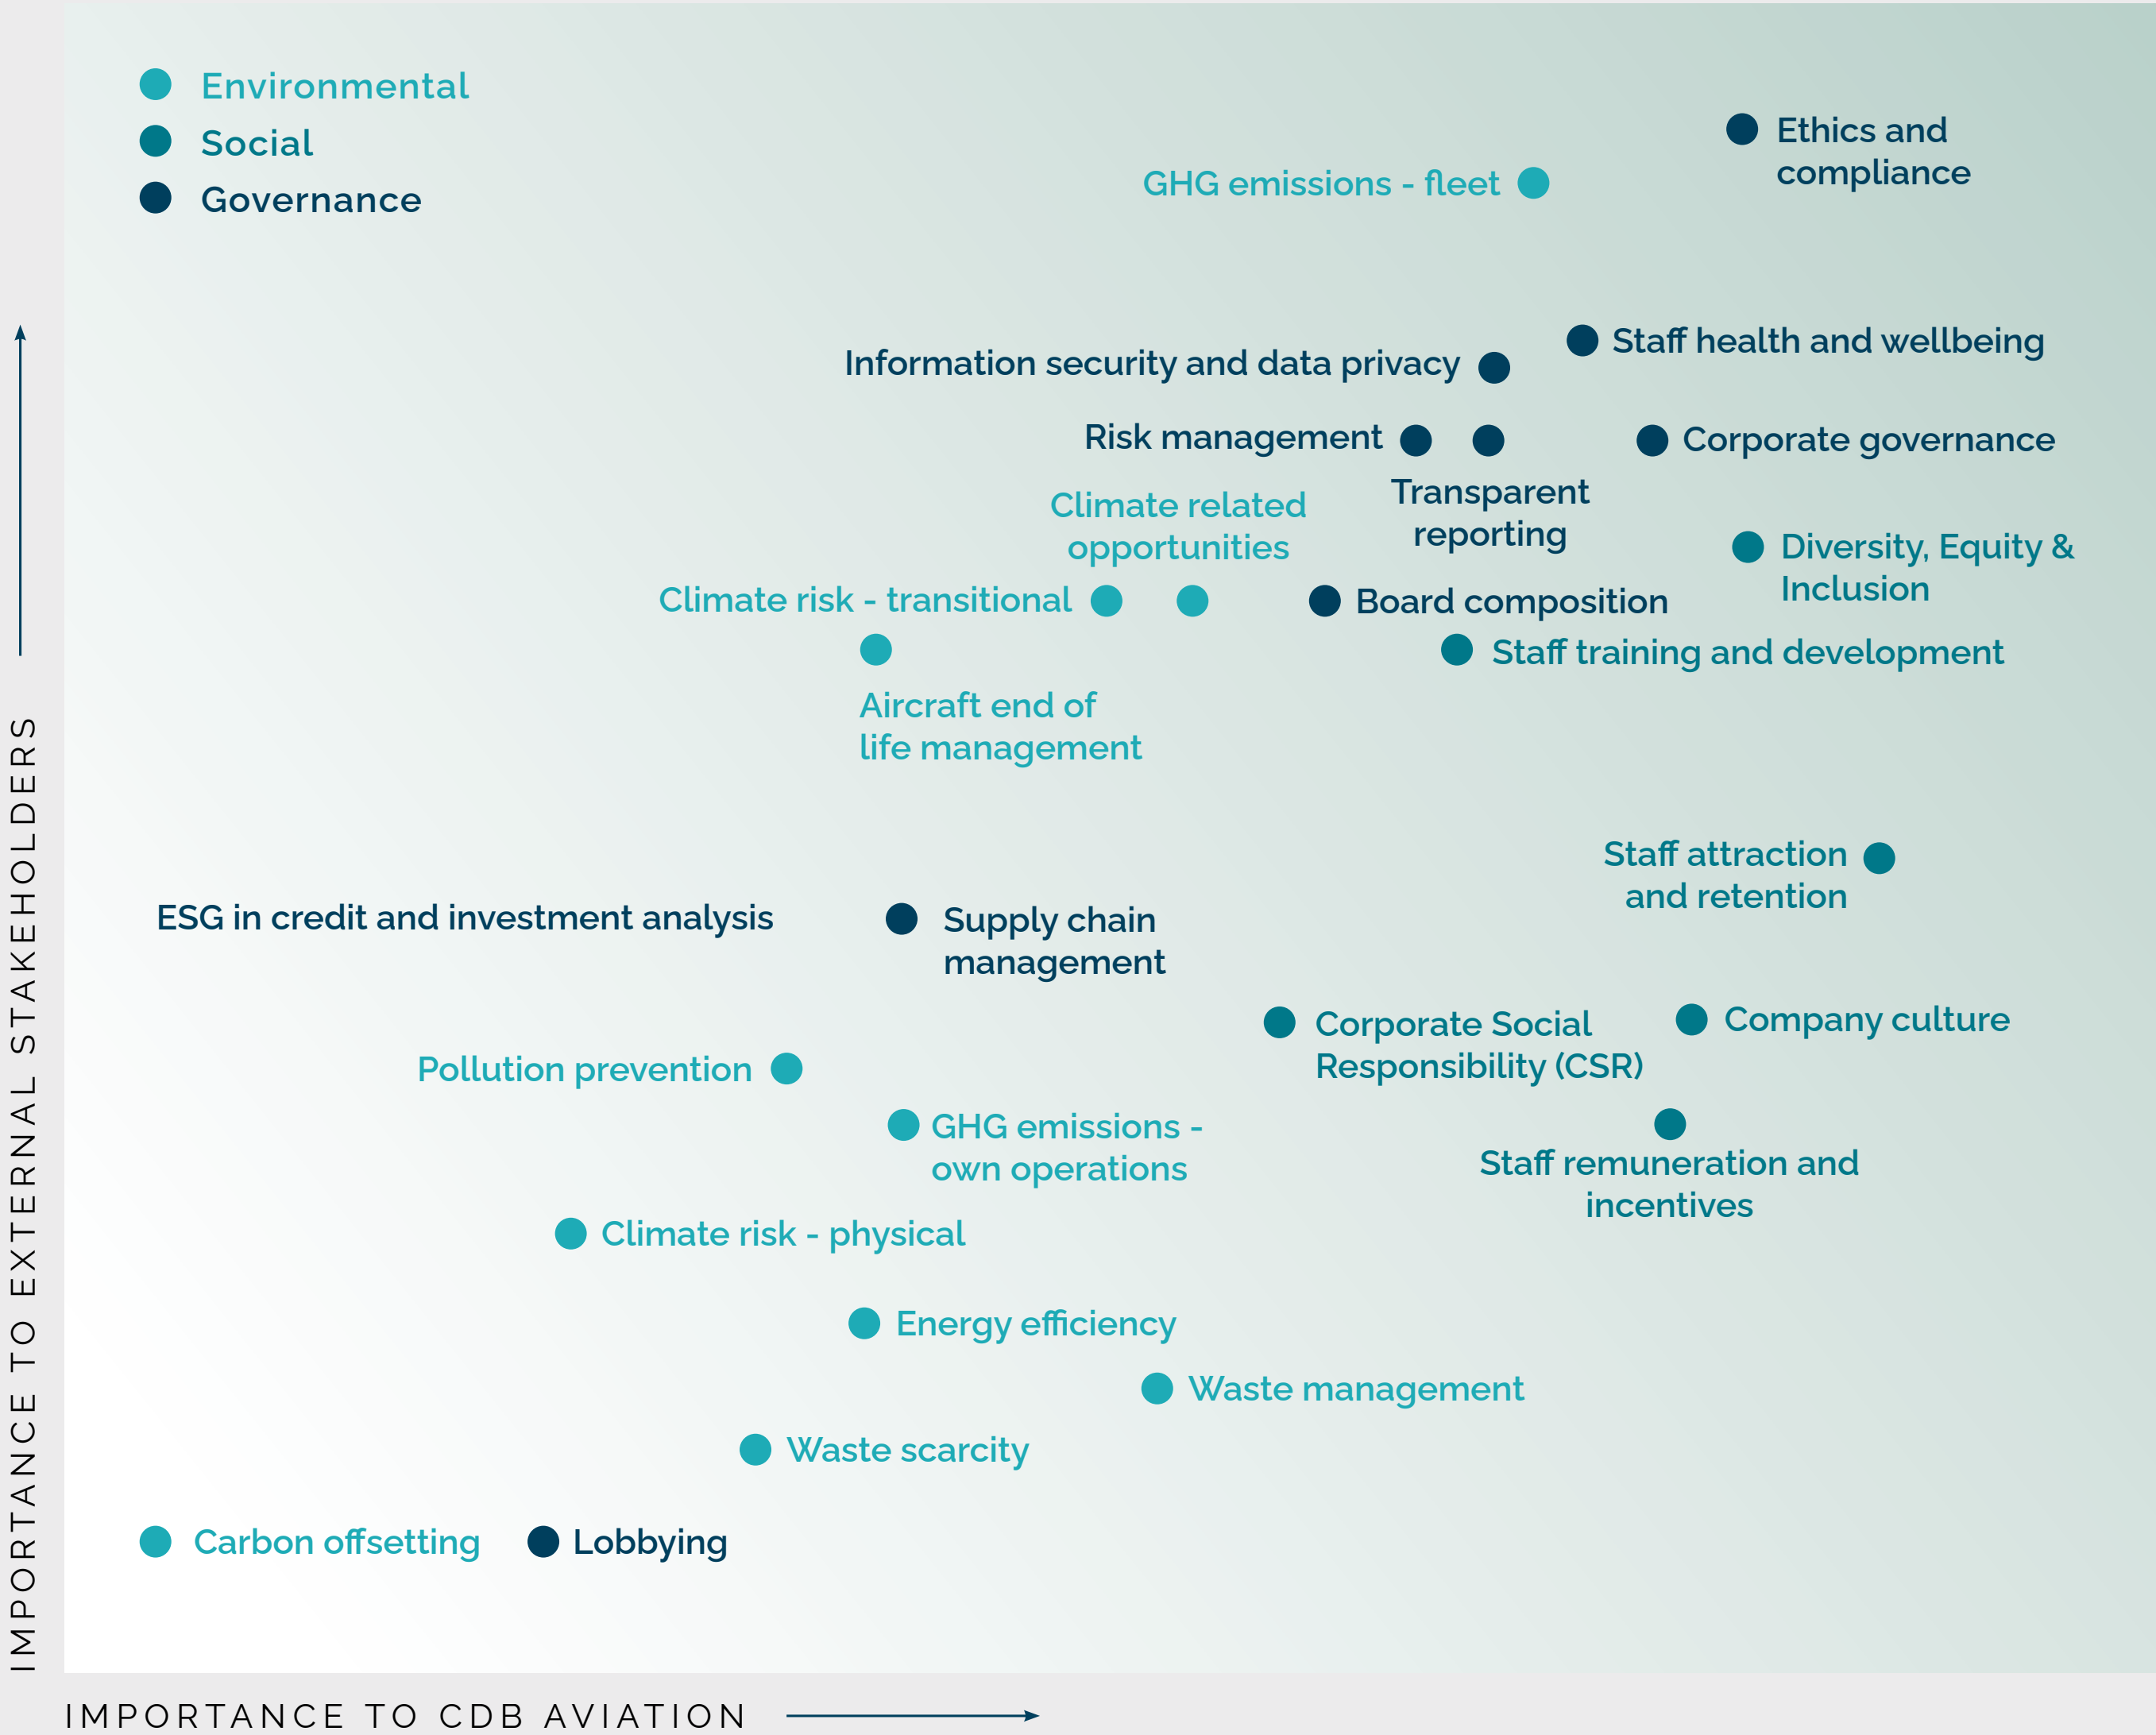 Environmental
Social
Governance
Ethics and
compliance
GHG emissions - fleet
Staff health and wellbeing
Information security and data privacy
Risk management
Corporate governance
Transparent
reporting
Climate related
opportunities
Diversity, Equity &
Inclusion
Climate risk - transitional
Board composition
Staff training and development
Aircraft end of
life management
Staff attraction
and retention
ESG in credit and investment analysis
Supply chain
management
Corporate Social
Responsibility (CSR)
Company culture
Pollution prevention
GHG emissions -
own operations
Staff remuneration and
incentives
Climate risk - physical
Energy efficiency
Waste management
Waste scarcity
Carbon offsetting
Lobbying
IMPORTANCE TO EXTERNAL STAKEHOLDERS
IMPORTANCE TO CDB AVIATION